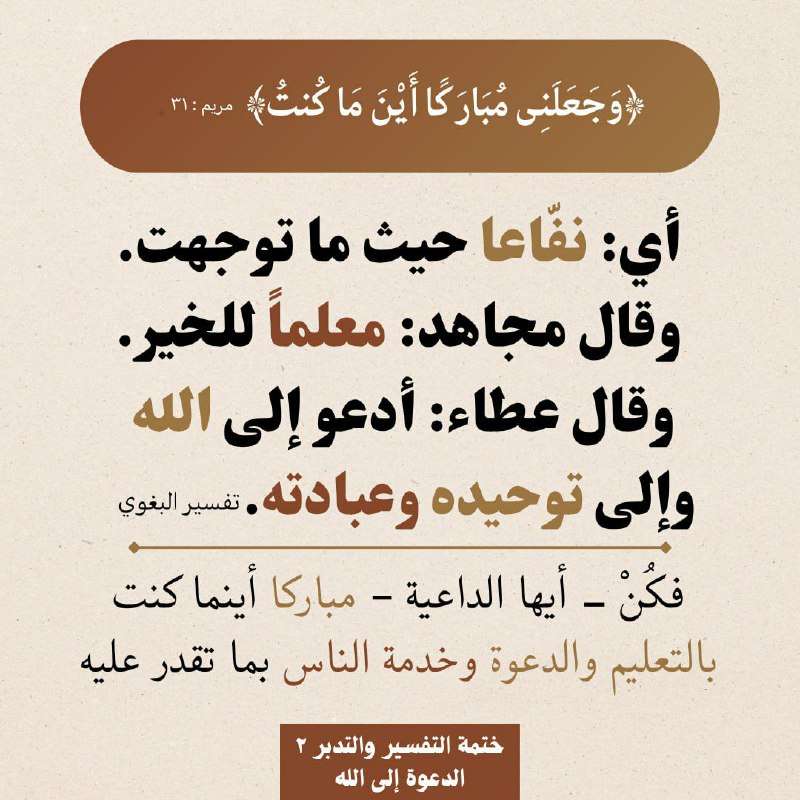 ﴿وَجَعَلَنِى مُبَارَكًا أَيْنَ مَا كُنتُ﴾ مريم : ٣١
أي: نفّاعا حيث ما توجهت.
وقال مجاهد: معلماً للخير.
وقال عطاء: أدعو إلى الله
وإلى توحيده وعبادته. تفسير البغوي
فكُنْ – أيها الداعية – مباركا أينما كنت
بالتعليم والدعوة وخدمة الناس بما تقدر عليه
ختمة التفسير والتدبر ٢
الدعوة إلى الله